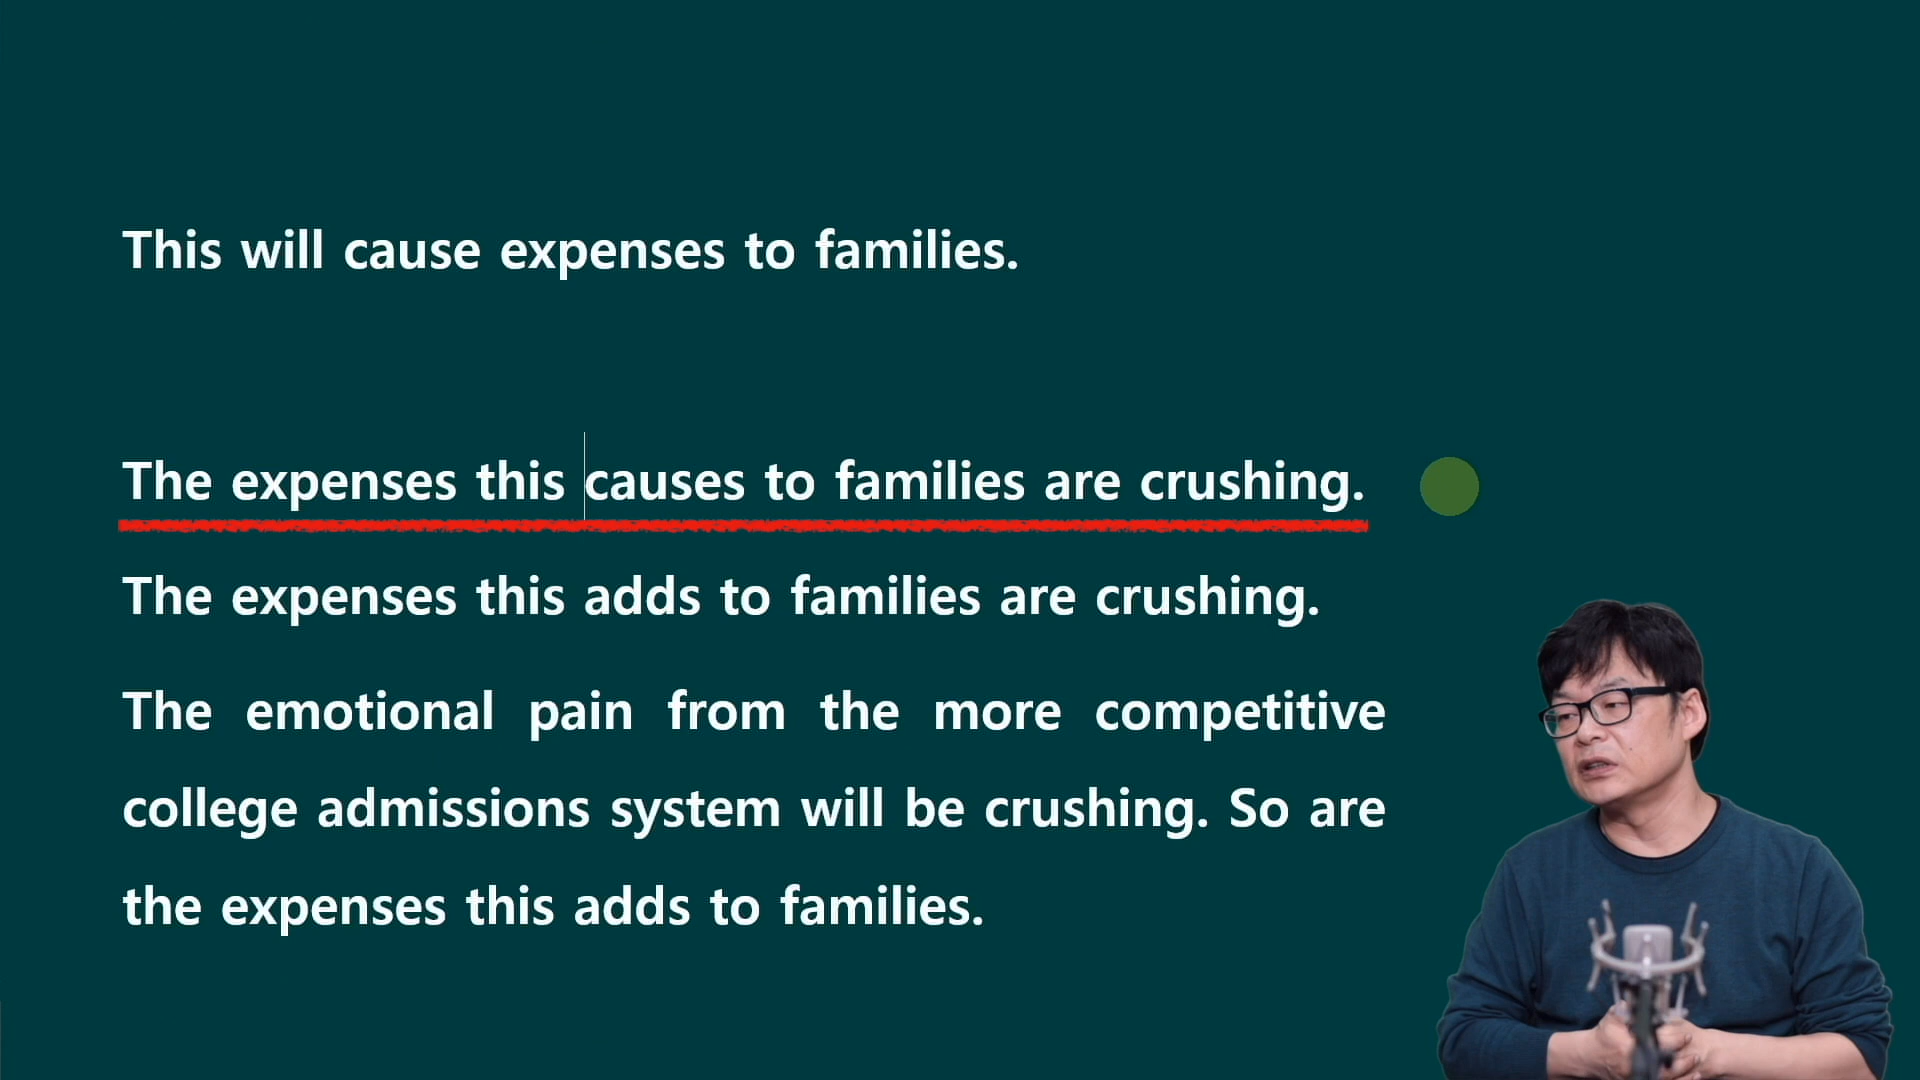 This will cause expenses to families.
The expenses this causes to families are crushing.
The expenses this adds to families are crushing.
The emotional pain from the more competitive
college admissions system will be crushing. So are
the expenses this adds to families.